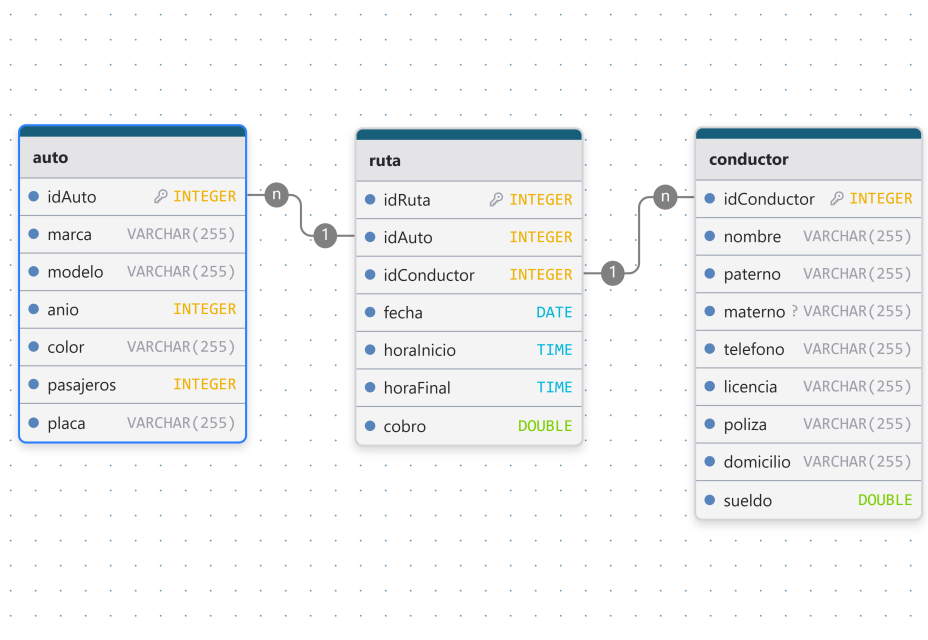 auto
idAuto INTEGER
marca VARCHAR(255)
modelo VARCHAR(255)
anio INTEGER
color VARCHAR(255)
pasajeros INTEGER
placa VARCHAR(255)
n
1
ruta
idRuta INTEGER
idAuto INTEGER
idConductor INTEGER
fecha DATE
horaInicio TIME
horaFinal TIME
cobro DOUBLE
n
1
conductor
idConductor INTEGER
nombre VARCHAR(255)
paterno VARCHAR(255)
materno ? VARCHAR(255)
telefono VARCHAR(255)
licencia VARCHAR(255)
poliza VARCHAR(255)
domicilio VARCHAR(255)
sueldo DOUBLE